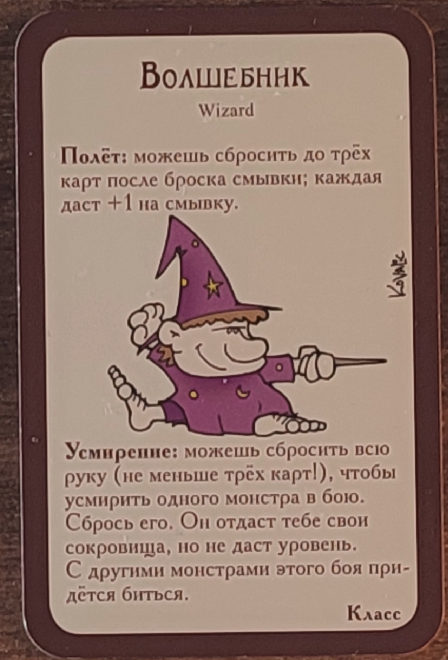 Волшебник
Wizard
Полёт: можешь сбросить до трёх
карт после броска смывки; каждая
даст +1 на смывку.
Kovalic
Усмирение: можешь сбросить всю
руку (не меньше трёх карт!), чтобы
усмирить одного монстра в бою.
Сбрось его. Он отдаст тебе свои
сокровища, но не даст уровень.
С другими монстрами этого боя при-
дётся биться.
Класс